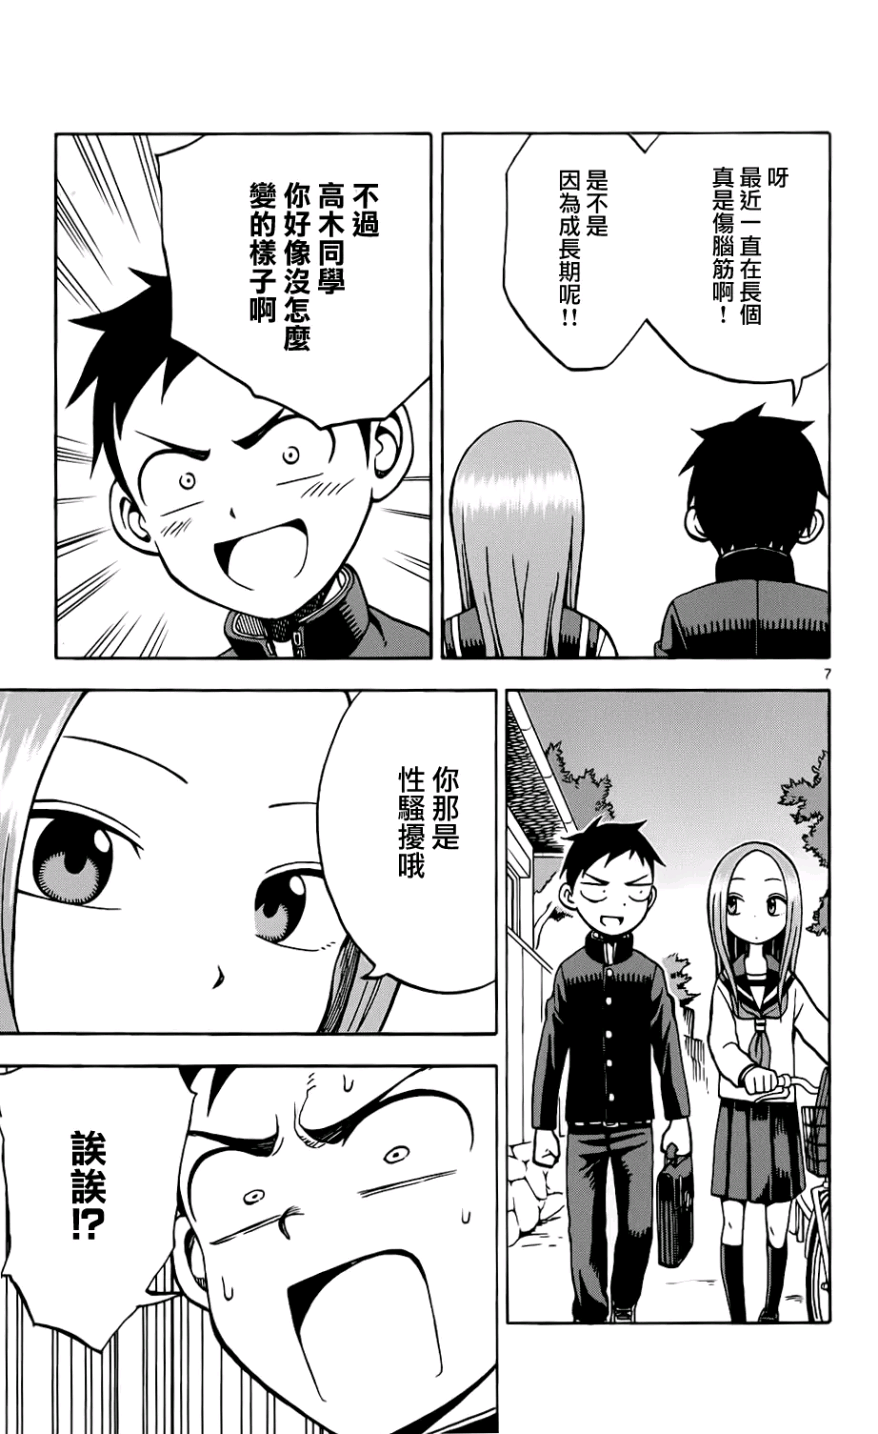 呀
最近一直在長個
真是傷腦筋啊！
是不是
因為成長期呢！！
不過
高木同學
你好像沒怎麼
變的樣子啊
7
你那是
性騷擾哦
誒誒！？